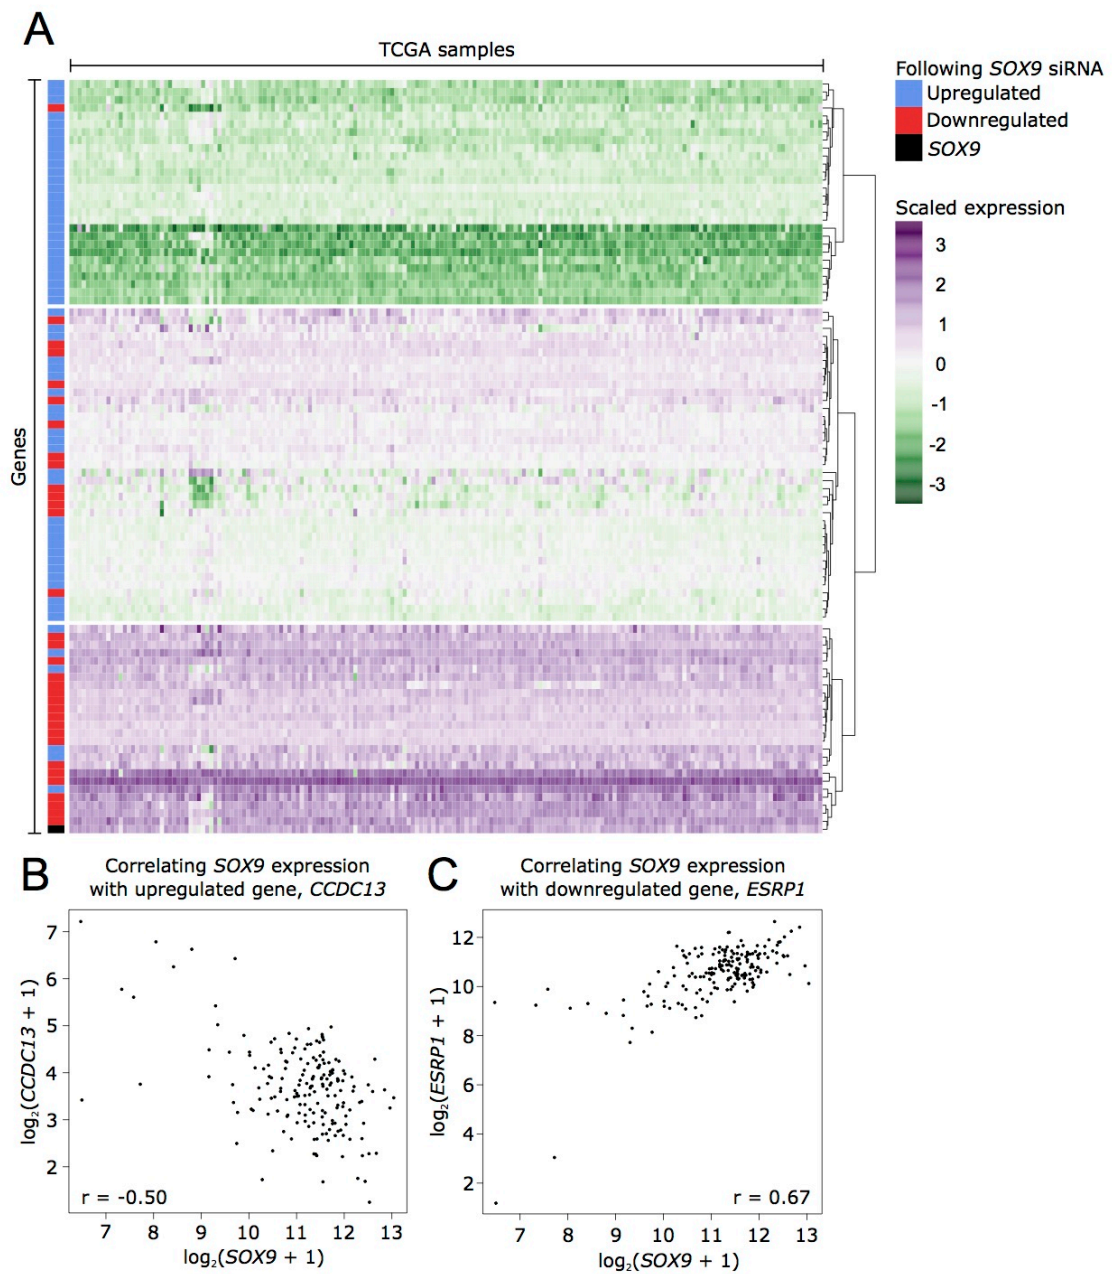 A
TCGA samples
Following SOX9 siRNA
Upregulated
Downregulated
SOX9
Scaled expression
3
2
1
0
-1
-2
-3
Genes
B
Correlating SOX9 expression
with upregulated gene, CCDC13
7
6
5
4
3
2
log₂(CCDC13 + 1)
r = -0.50
7 8 9 10 11 12 13
log₂(SOX9 + 1)
C
Correlating SOX9 expression
with downregulated gene, ESRP1
12
10
8
6
4
2
log₂(ESRP1 + 1)
r = 0.67
7 8 9 10 11 12 13
log₂(SOX9 + 1)